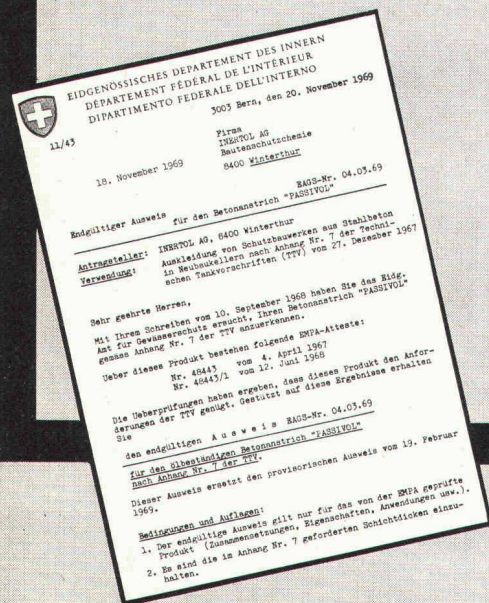 EIDGENÖSSISCHES DEPARTEMENT DES INNERN
DÉPARTEMENT FÉDÉRAL DE L'INTÉRIEUR
DIPARTIMENTO FEDERALE DELL'INTERNO
11/43
3003 Bern, den 20. November 1969
18. November 1969
Firma
INERTOL AG
Bautenschutzchemie
8400 Winterthur
EAGS-Nr. 04.03.69
Endgültiger Ausweis für den Betonanstrich "PASSIVOL"
Antragsteller: INERTOL AG, 8400 Winterthur
Verwendung: Auskleidung von Schutzbauwerken aus Stahlbeton
in Neubaukellern nach Anhang Nr. 7 der Techni-
schen Tankvorschriften (TTV) vom 27. Dezember 1967
Sehr geehrte Herren,
Mit Ihrem Schreiben vom 10. September 1968 haben Sie das Eidg.
Amt für Gewässerschutz ersucht, Ihren Betonanstrich "PASSIVOL"
gemäss Anhang Nr. 7 der TTV anzuerkennen.
Ueber dieses Produkt bestehen folgende EMPA-Atteste:
Nr. 48443 vom 4. April 1967
Nr. 48443/1 vom 12. Juni 1968
Die Ueberprüfungen haben ergeben, dass dieses Produkt den Anfor-
derungen der TTV genügt. Gestützt auf diese Ergebnisse erhalten
Sie
den endgültigen A u s w e i s EAGS-Nr. 04.03.69
für den ölbeständigen Betonanstrich "PASSIVOL"
nach Anhang Nr. 7 der TTV.
Dieser Ausweis ersetzt den provisorischen Ausweis vom 19. Februar
1969.
Bedingungen und Auflagen:
1. Der endgültige Ausweis gilt nur für das von der EMPA geprüfte
Produkt (Zusammensetzungen, Eigenschaften, Anwendungen usw.).
2. Es sind die im Anhang Nr. 7 geforderten Schichtdicken einzu-
halten.